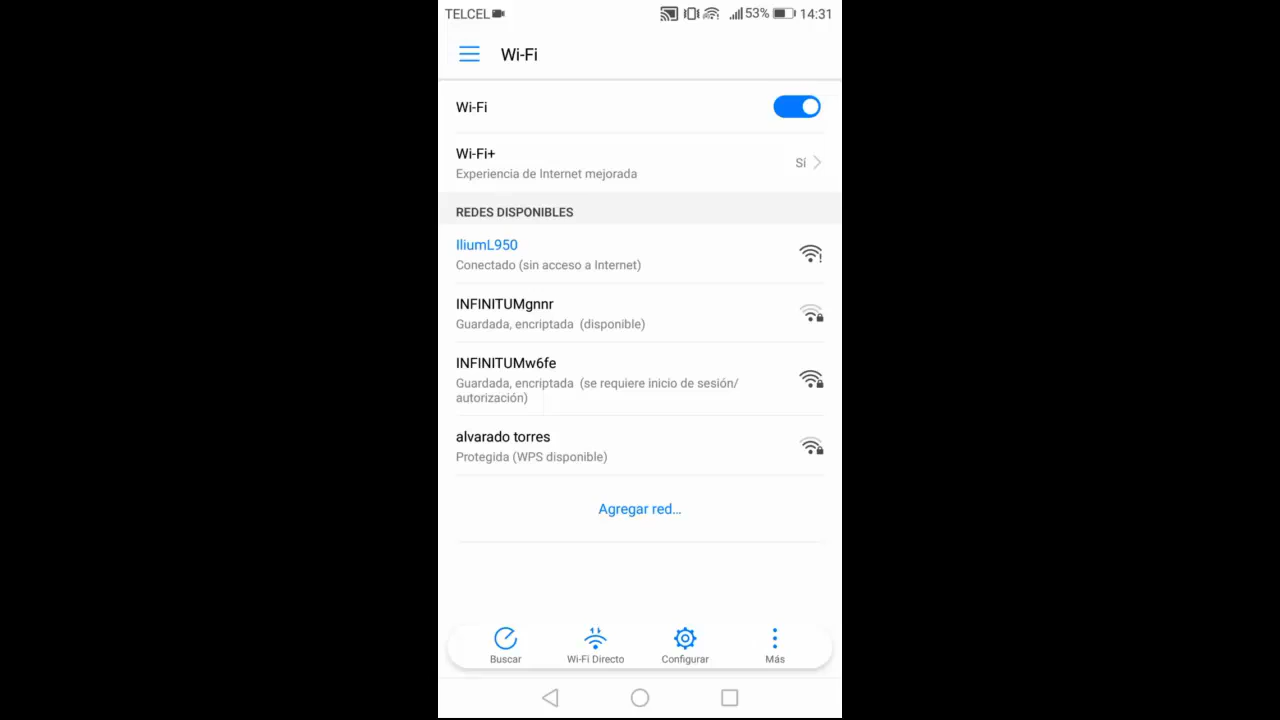 TELCEL 53% 14:31
Wi-Fi
Wi-Fi
Wi-Fi+
Sí
Experiencia de Internet mejorada
REDES DISPONIBLES
IliumL950
Conectado (sin acceso a Internet)
INFINITUMgnnr
Guardada, encriptada (disponible)
INFINITUMw6fe
Guardada, encriptada (se requiere inicio de sesión/
autorización)
alvarado torres
Protegida (WPS disponible)
Agregar red...
Buscar Wi-Fi Directo Configurar Más